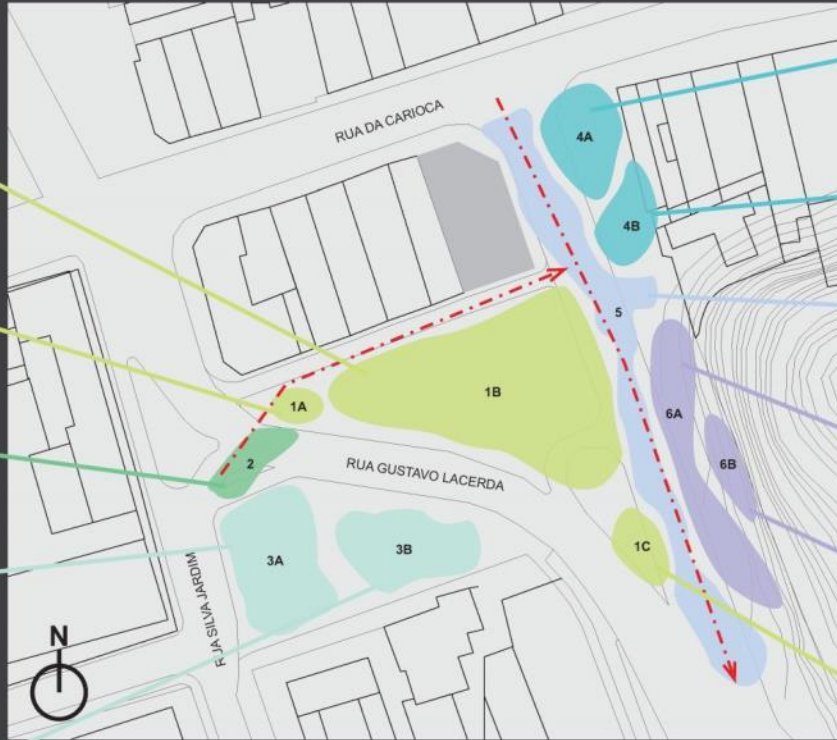 RUA DA CARIOCA
4A
4B
5
1B
1A
6A
2
6B
RUA GUSTAVO LACERDA
3A
3B
1C
RUA SILVA JARDIM
N